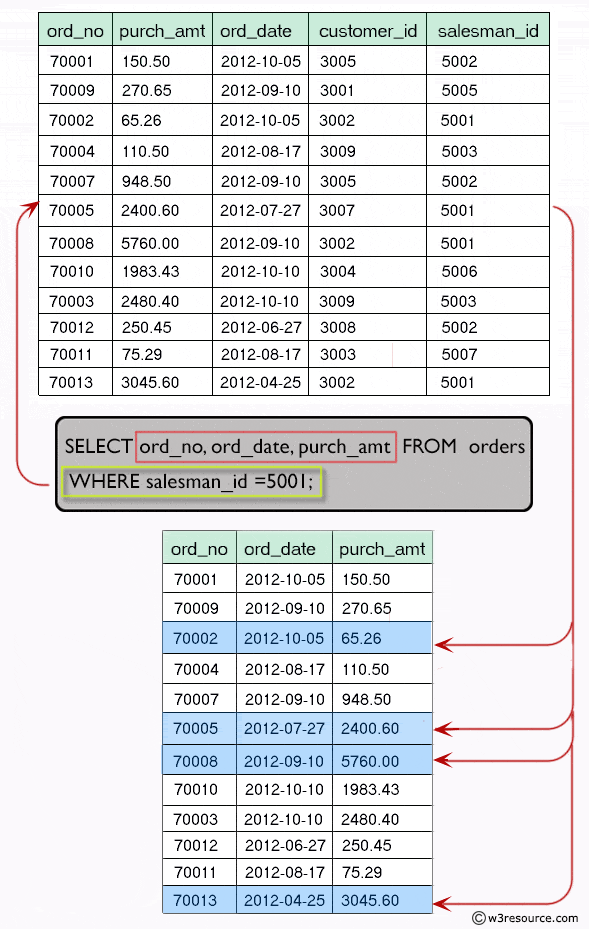 ord_no purch_amt ord_date customer_id salesman_id
70001 150.50 2012-10-05 3005 5002
70009 270.65 2012-09-10 3001 5005
70002 65.26 2012-10-05 3002 5001
70004 110.50 2012-08-17 3009 5003
70007 948.50 2012-09-10 3005 5002
70005 2400.60 2012-07-27 3007 5001
70008 5760.00 2012-09-10 3002 5001
70010 1983.43 2012-10-10 3004 5006
70003 2480.40 2012-10-10 3009 5003
70012 250.45 2012-06-27 3008 5002
70011 75.29 2012-08-17 3003 5007
70013 3045.60 2012-04-25 3002 5001
SELECT ord_no, ord_date, purch_amt FROM orders
WHERE salesman_id =5001;
ord_no ord_date purch_amt
70001 2012-10-05 150.50
70009 2012-09-10 270.65
70002 2012-10-05 65.26
70004 2012-08-17 110.50
70007 2012-09-10 948.50
70005 2012-07-27 2400.60
70008 2012-09-10 5760.00
70010 2012-10-10 1983.43
70003 2012-10-10 2480.40
70012 2012-06-27 250.45
70011 2012-08-17 75.29
70013 2012-04-25 3045.60
© w3resource.com